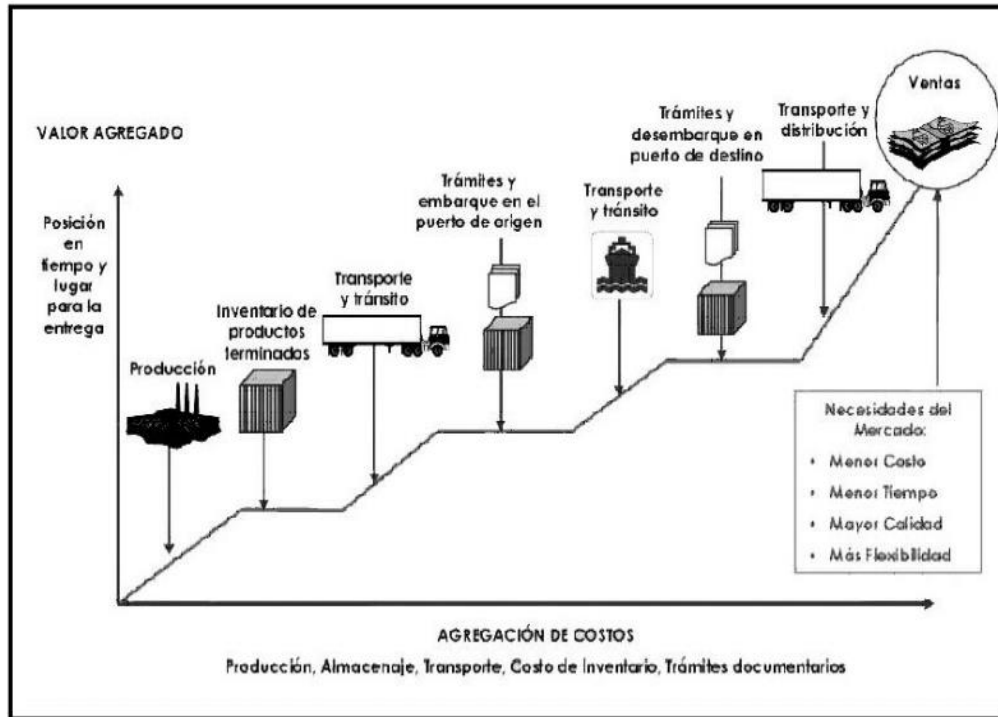 Ventas
VALOR AGREGADO
Trámites y
desembarque en
puerto de destino
Transporte y
distribución
Trámites y
embarque en el
puerto de origen
Transporte
y tránsito
Posición
en
tiempo y
lugar
para la
entrega
Transporte
y tránsito
Inventario de
productos
terminados
Producción
Necesidades del
Mercado:
• Menor Costo
• Menor Tiempo
• Mayor Calidad
• Más Flexibilidad
AGREGACIÓN DE COSTOS
Producción, Almacenaje, Transporte, Costo de Inventario, Trámites documentarios